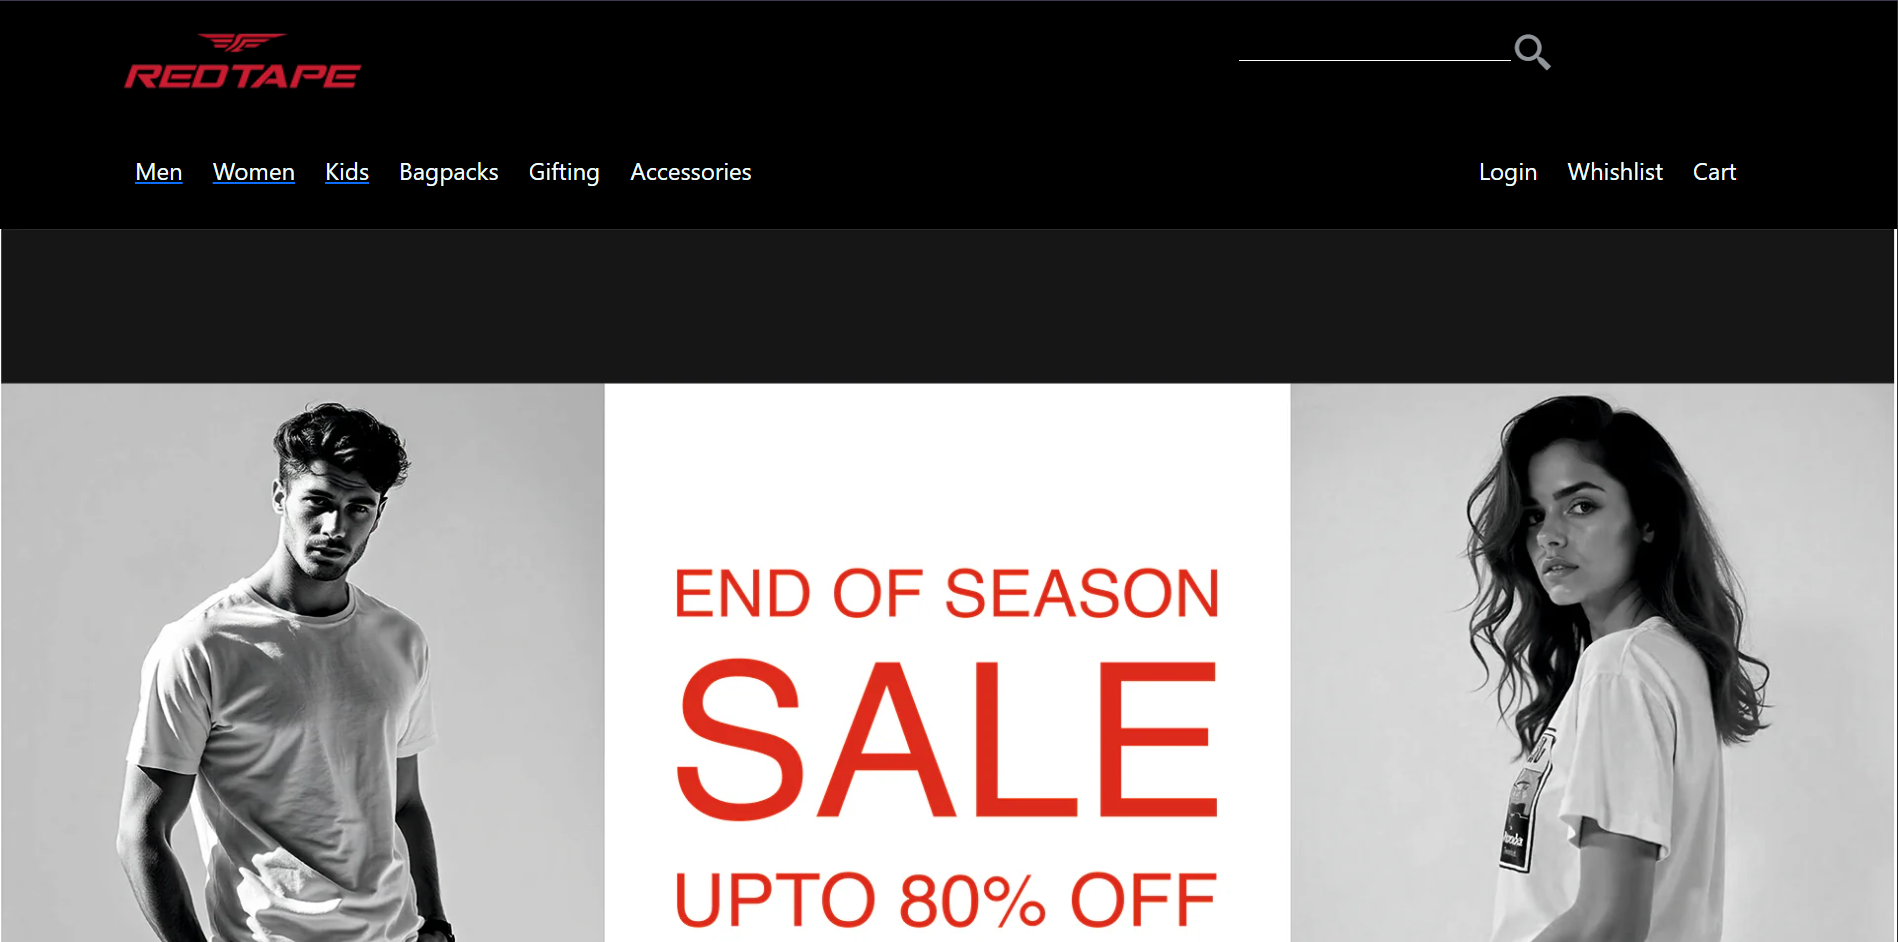 REDTAPE
Men Women Kids Bagpacks Gifting Accessories Login Whishlist Cart
END OF SEASON
SALE
UPTO 80% OFF